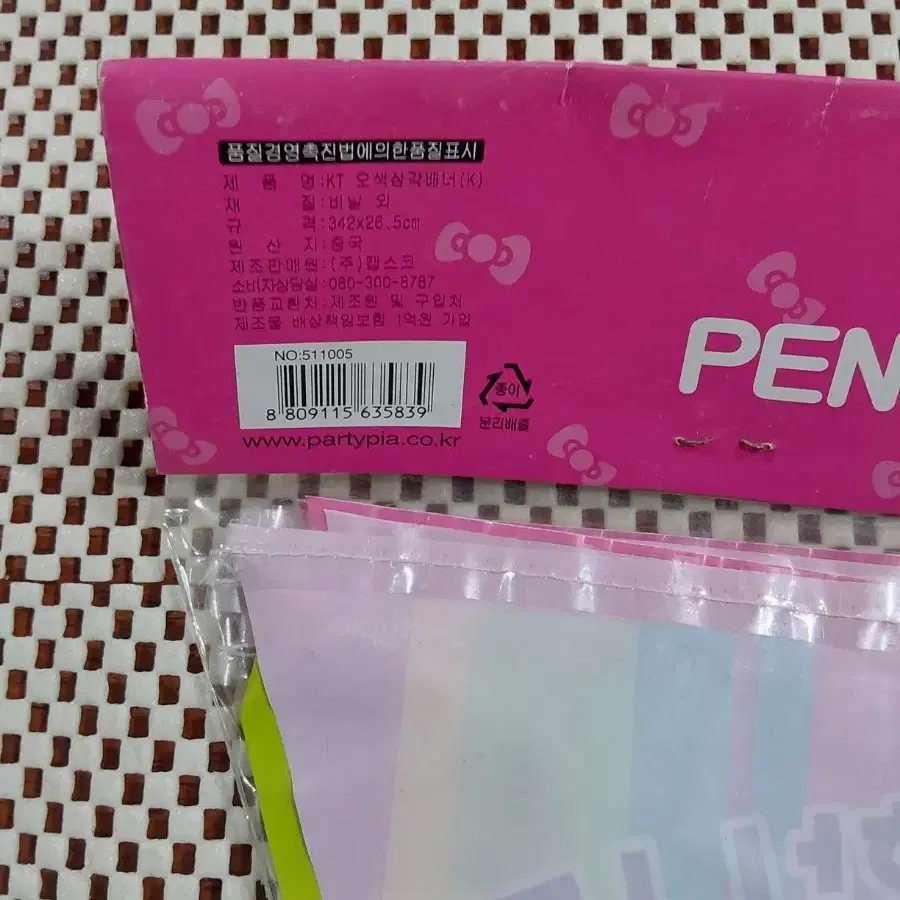 품질경영촉진법에의한품질표시
제 품 명:KT 오색삼각배너(K)
재 질:비닐 외
규 격:342x26.5cm
원 산 지:중국
제조판매원:(주)캡스코
소비자상담실:080-300-8787
반품교환처:제조원 및 구입처
제조물 배상책임보험 1억원 가입
NO:511005
8 809115 635839
www.partypia.co.kr
종이
분리배출
PEN